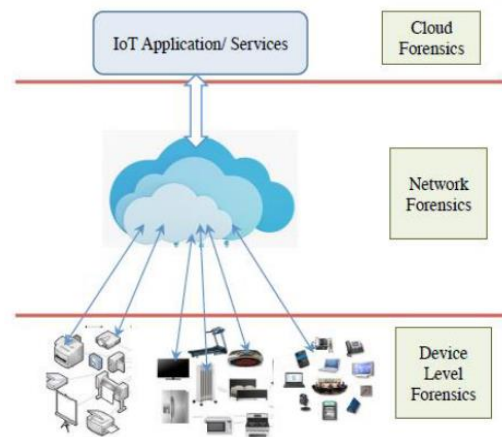 IoT Application/ Services
Cloud
Forensics
Network
Forensics
Device
Level
Forensics